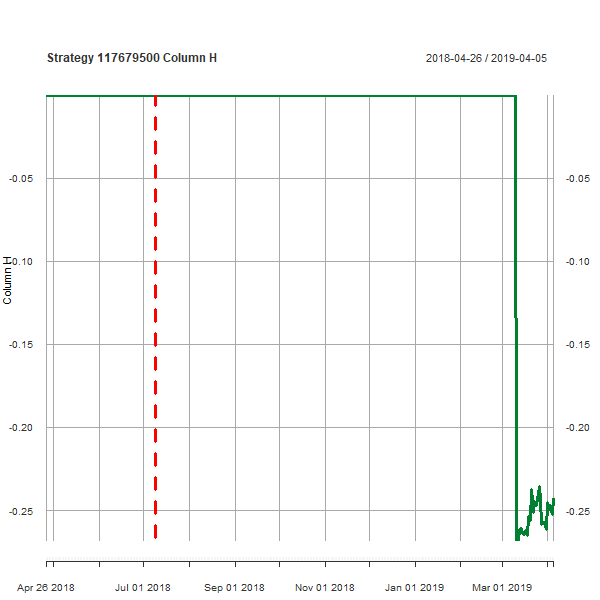 Strategy 117679500 Column H
2018-04-26 / 2019-04-05
-0.05
-0.05
Column H
-0.10
-0.10
-0.15
-0.15
-0.20
-0.20
-0.25
-0.25
Apr 26 2018
Jul 01 2018
Sep 01 2018
Nov 01 2018
Jan 01 2019
Mar 01 2019